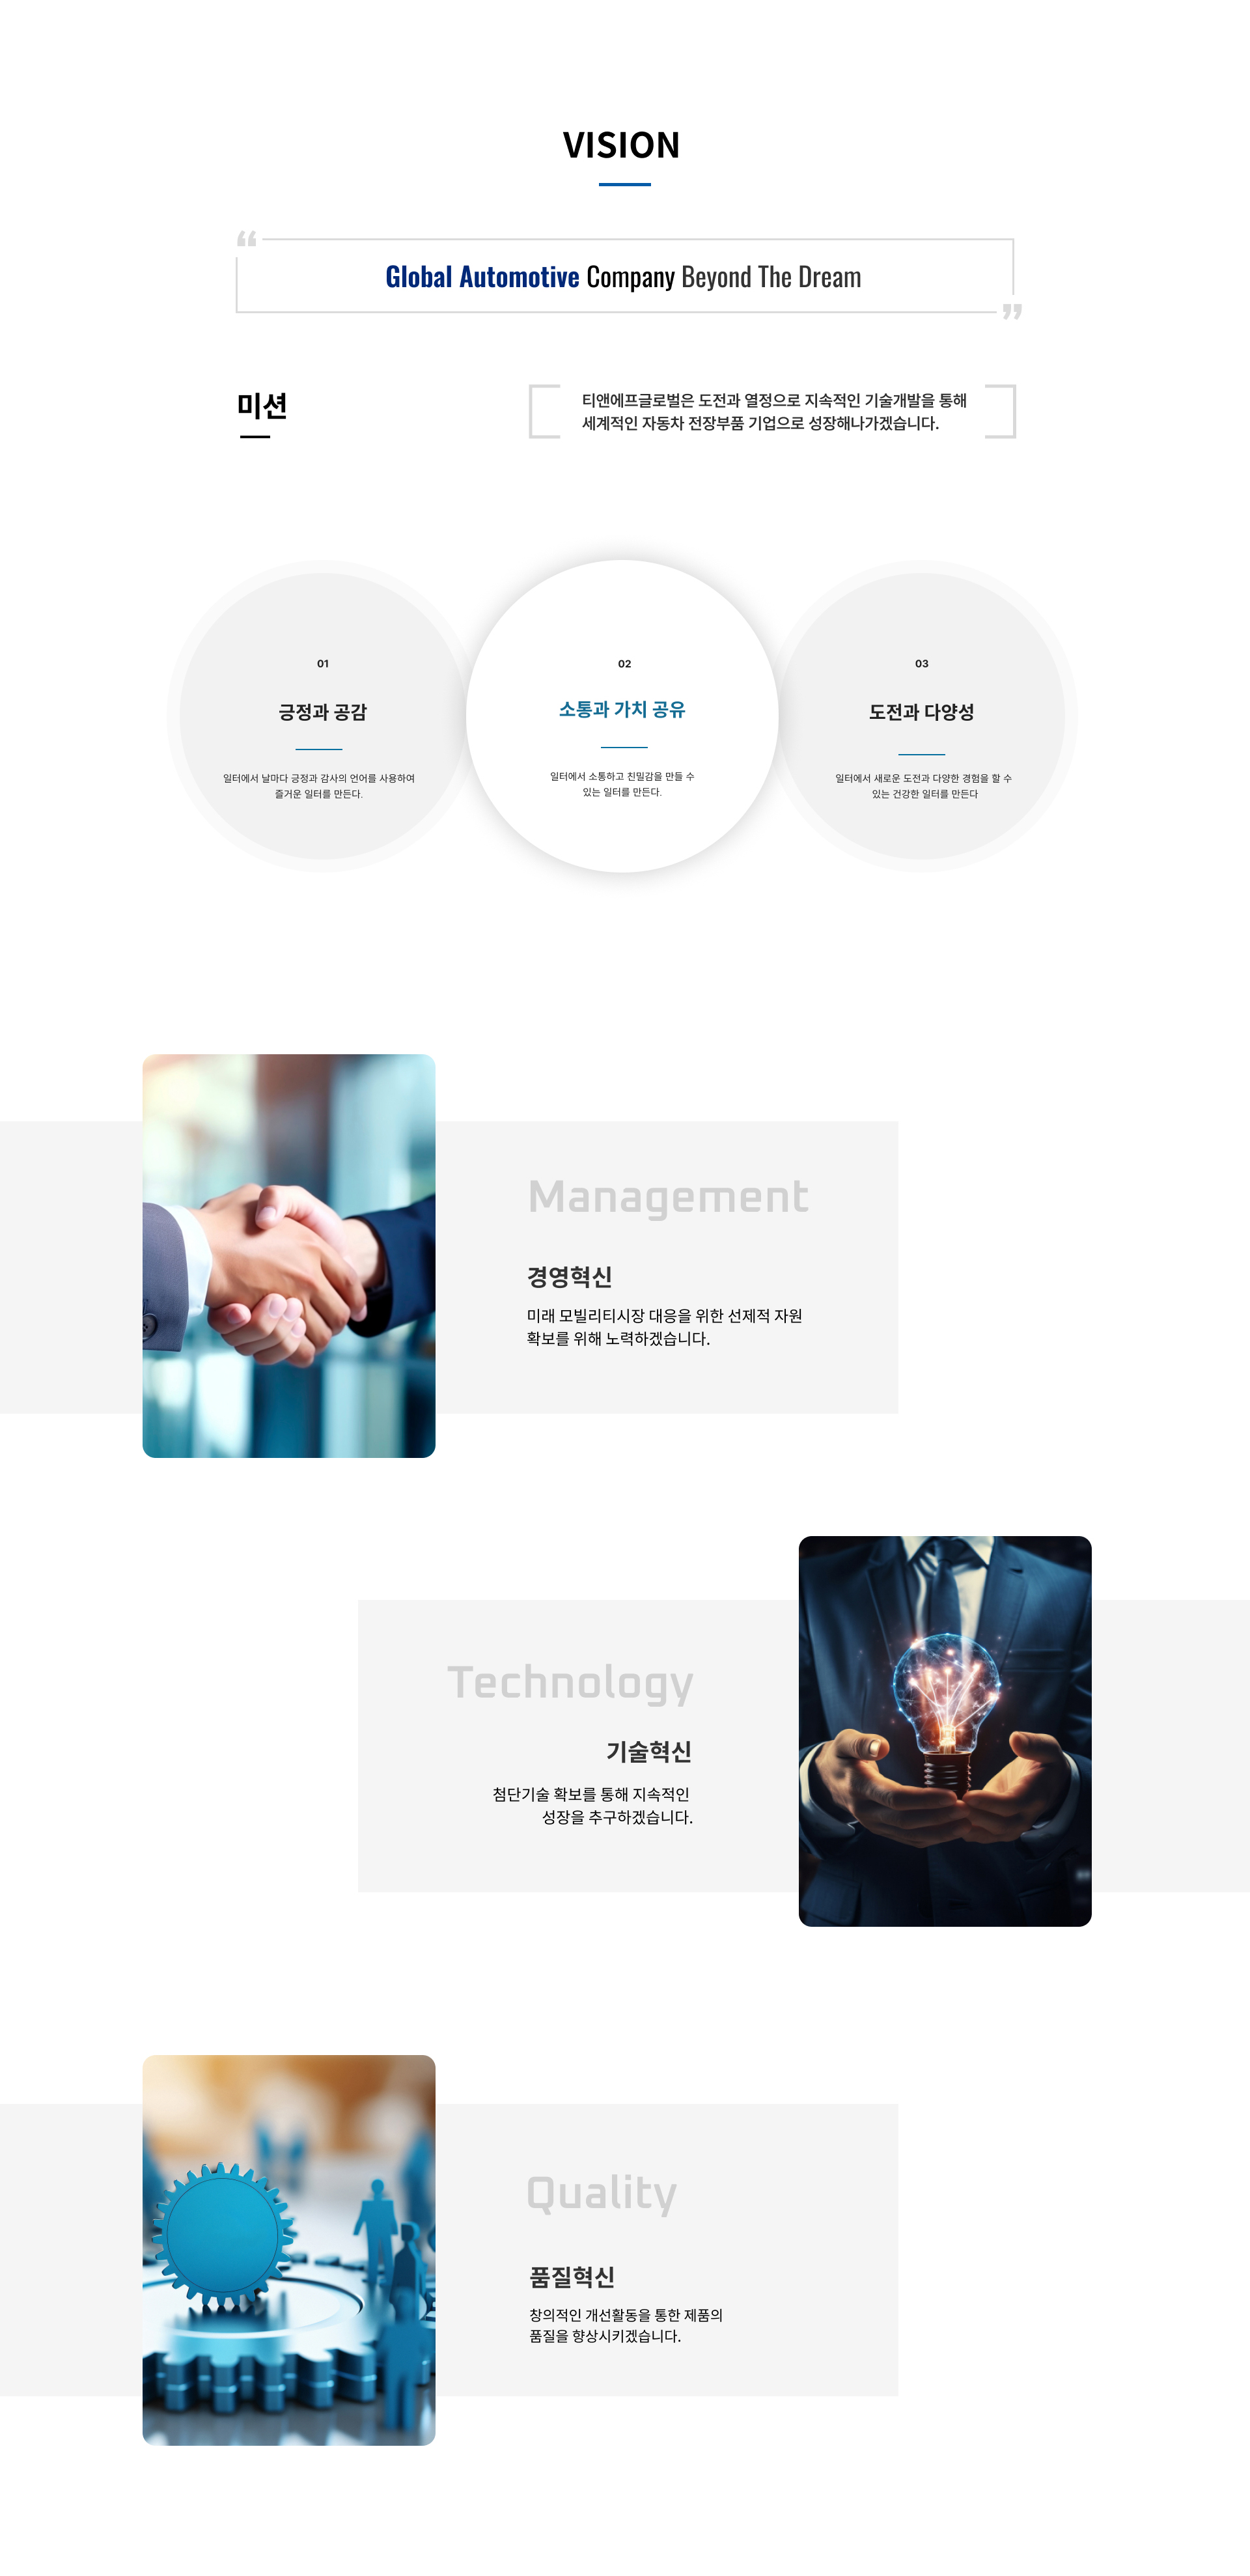 VISION
“
Global Automotive Company Beyond The Dream
”
미션
티앤에프글로벌은 도전과 열정으로 지속적인 기술개발을 통해
세계적인 자동차 전장부품 기업으로 성장해나가겠습니다.
01
긍정과 공감
일터에서 날마다 긍정과 감사의 언어를 사용하여
즐거운 일터를 만든다.
02
소통과 가치 공유
일터에서 소통하고 친밀감을 만들 수
있는 일터를 만든다.
03
도전과 다양성
일터에서 새로운 도전과 다양한 경험을 할 수
있는 건강한 일터를 만든다
Management
경영혁신
미래 모빌리티시장 대응을 위한 선제적 자원
확보를 위해 노력하겠습니다.
Technology
기술혁신
첨단기술 확보를 통해 지속적인
성장을 추구하겠습니다.
Quality
품질혁신
창의적인 개선활동을 통한 제품의
품질을 향상시키겠습니다.